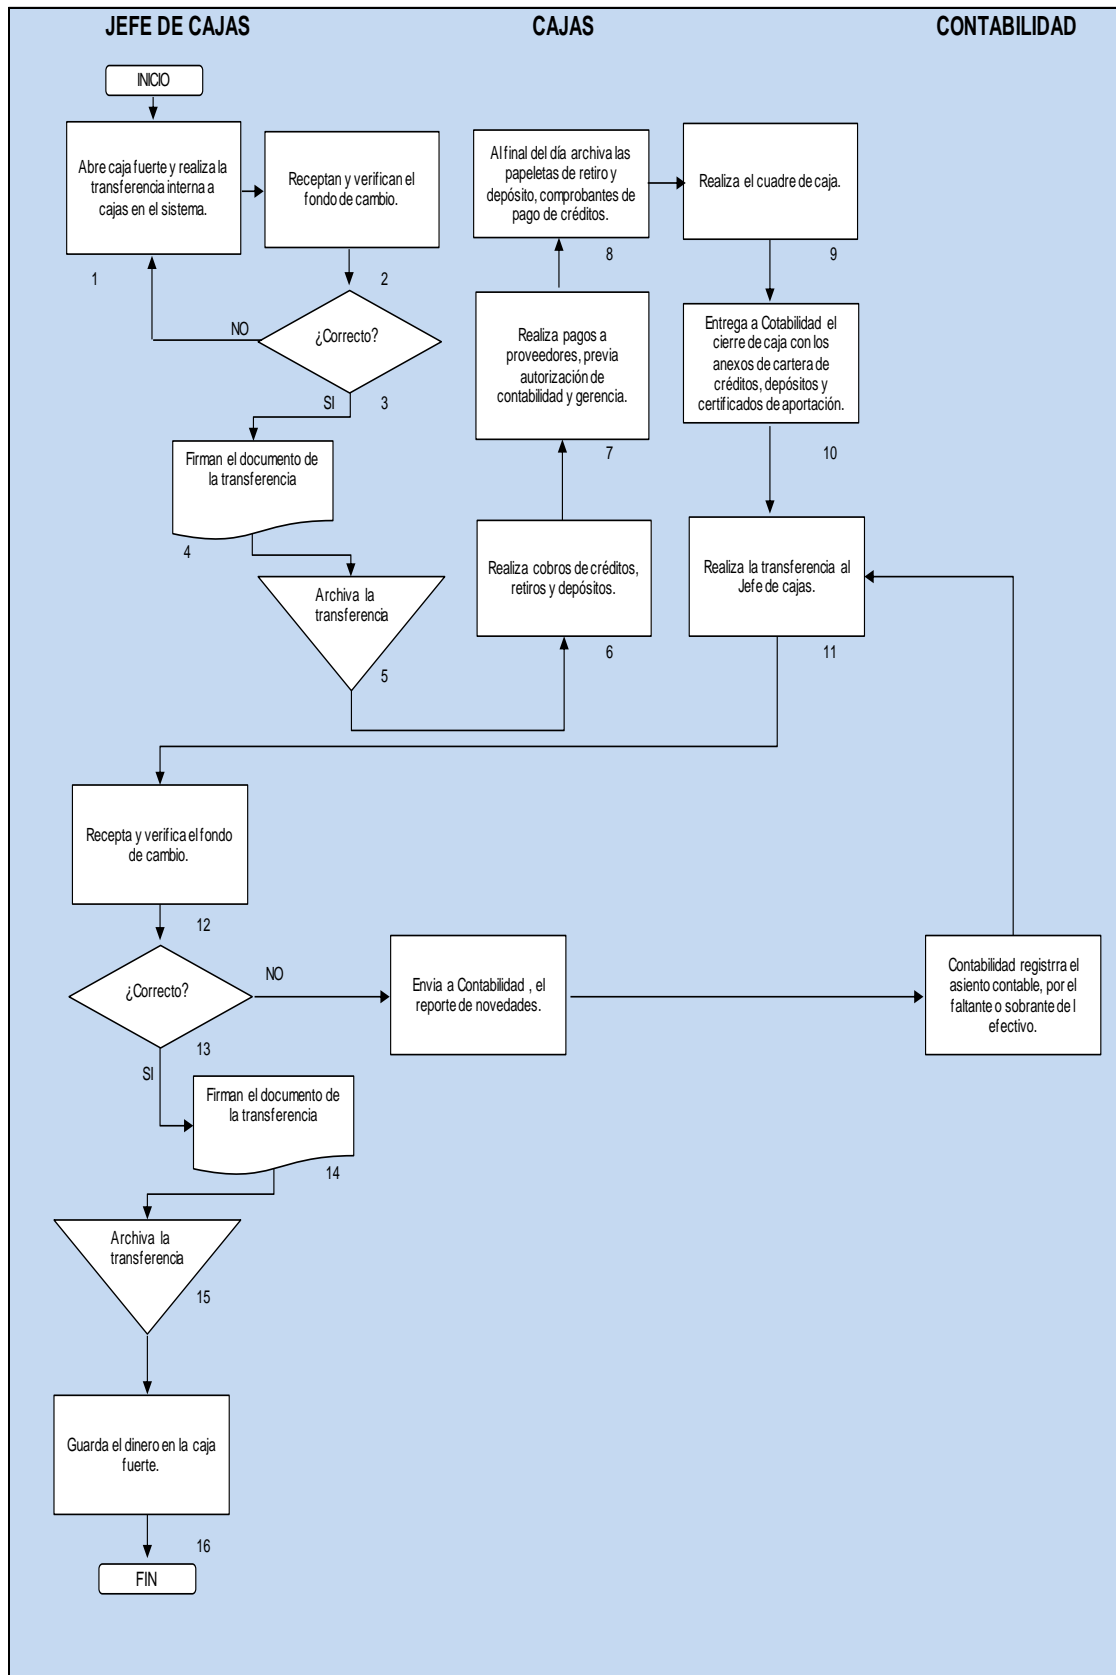 JEFE DE CAJAS
CAJAS
CONTABILIDAD
INICIO
Abre caja fuerte y realiza la
transferencia interna a
cajas en el sistema.
1
Receptan y verifican el
fondo de cambio.
2
¿Correcto?
3
NO
SI
Firman el documento de
la transferencia
4
Archiva la
transferencia
5
Realiza cobros de créditos,
retiros y depósitos.
6
Realiza pagos a
proveedores, previa
autorización de
contabilidad y gerencia.
7
Al final del día archiva las
papeletas de retiro y
depósito, comprobantes de
pago de créditos.
8
Realiza el cuadre de caja.
9
Entrega a Cotabilidad el
cierre de caja con los
anexos de cartera de
créditos, depósitos y
certificados de aportación.
10
Realiza la transferencia al
Jefe de cajas.
11
Recepta y verifica el fondo
de cambio.
12
¿Correcto?
13
NO
SI
Envia a Contabilidad , el
reporte de novedades.
Contabilidad registrra el
asiento contable, por el
faltante o sobrante de l
efectivo.
Firman el documento de
la transferencia
14
Archiva la
transferencia
15
Guarda el dinero en la caja
fuerte.
16
FIN